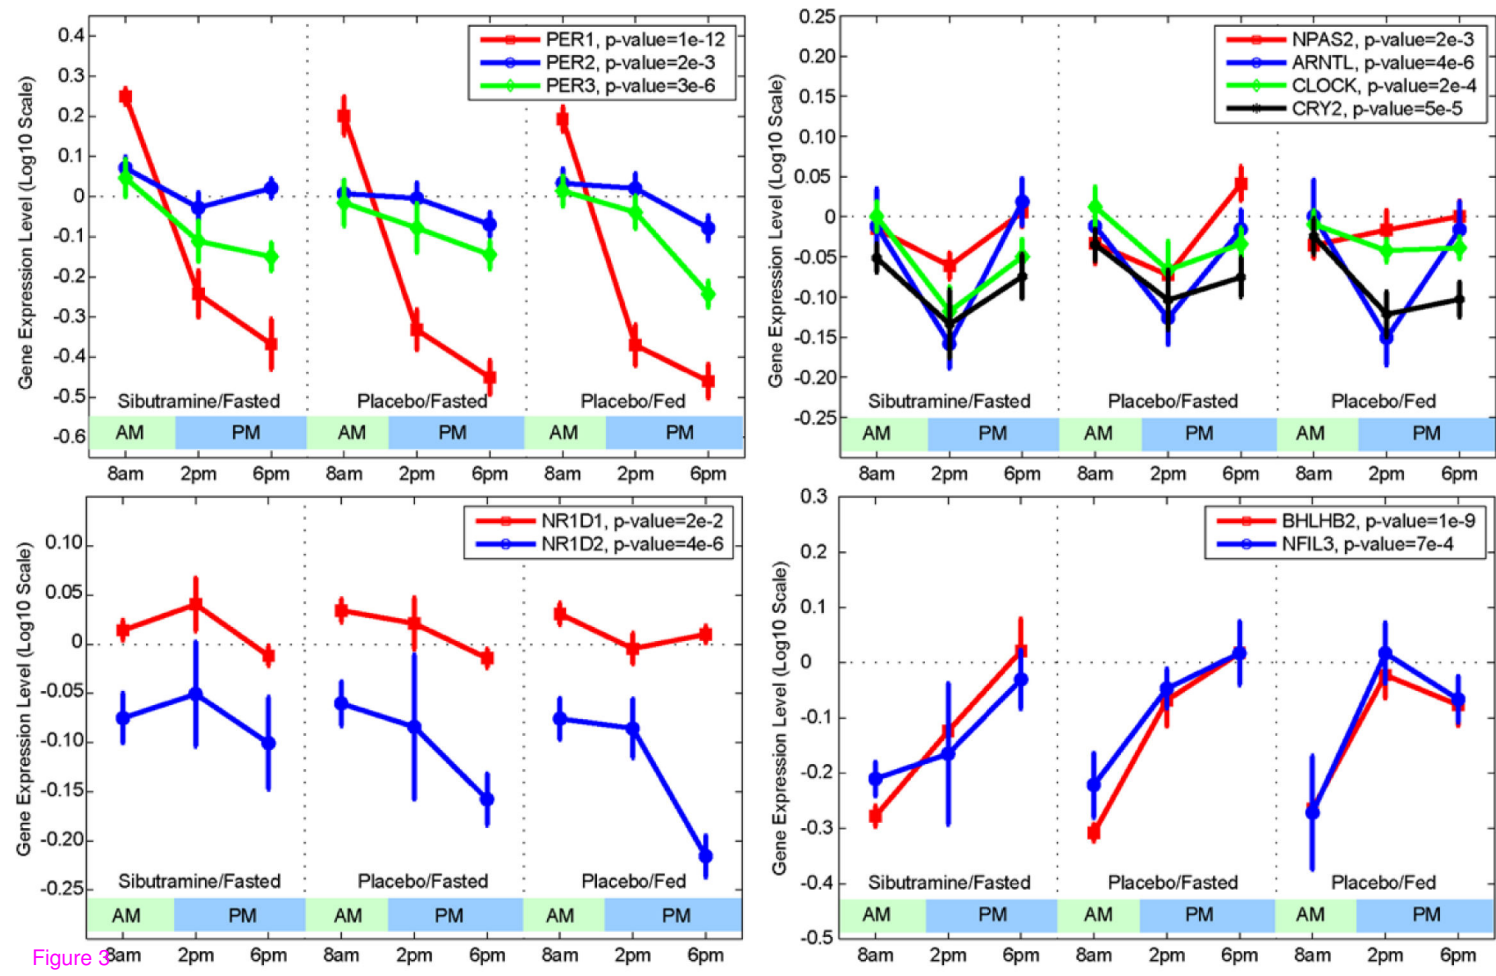 Gene Expression Level (Log10 Scale)
0.4
0.3
0.2
0.1
0
-0.1
-0.2
-0.3
-0.4
-0.5
-0.6
PER1, p-value=1e-12
PER2, p-value=2e-3
PER3, p-value=3e-6
Sibutramine/Fasted Placebo/Fasted Placebo/Fed
AM PM AM PM AM PM
8am 2pm 6pm 8am 2pm 6pm 8am 2pm 6pm
Gene Expression Level (Log10 Scale)
0.25
0.20
0.15
0.10
0.05
0
-0.05
-0.10
-0.15
-0.20
-0.25
NPAS2, p-value=2e-3
ARNTL, p-value=4e-6
CLOCK, p-value=2e-4
CRY2, p-value=5e-5
Sibutramine/Fasted Placebo/Fasted Placebo/Fed
AM PM AM PM AM PM
8am 2pm 6pm 8am 2pm 6pm 8am 2pm 6pm
Gene Expression Level (Log10 Scale)
0.10
0.05
0
-0.05
-0.10
-0.15
-0.20
-0.25
NR1D1, p-value=2e-2
NR1D2, p-value=4e-6
Sibutramine/Fasted Placebo/Fasted Placebo/Fed
AM PM AM PM AM PM
8am 2pm 6pm 8am 2pm 6pm 8am 2pm 6pm
Gene Expression Level (Log10 Scale)
0.3
0.2
0.1
0
-0.1
-0.2
-0.3
-0.4
-0.5
BHLHB2, p-value=1e-9
NFIL3, p-value=7e-4
Sibutramine/Fasted Placebo/Fasted Placebo/Fed
AM PM AM PM AM PM
8am 2pm 6pm 8am 2pm 6pm 8am 2pm 6pm
Figure 3